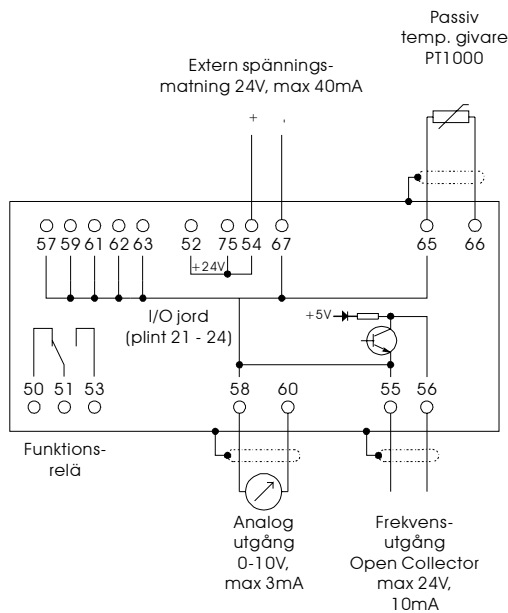 Passiv
temp. givare
PT1000
Extern spännings-
matning 24V, max 40mA
+ -
57 59 61 62 63 52 75 54 67 65 66
+24V
I/O jord
(plint 21 - 24)
+5V
50 51 53 58 60 55 56
Funktions-
relä
Analog
utgång
0-10V,
max 3mA
Frekvens-
utgång
Open Collector
max 24V,
10mA